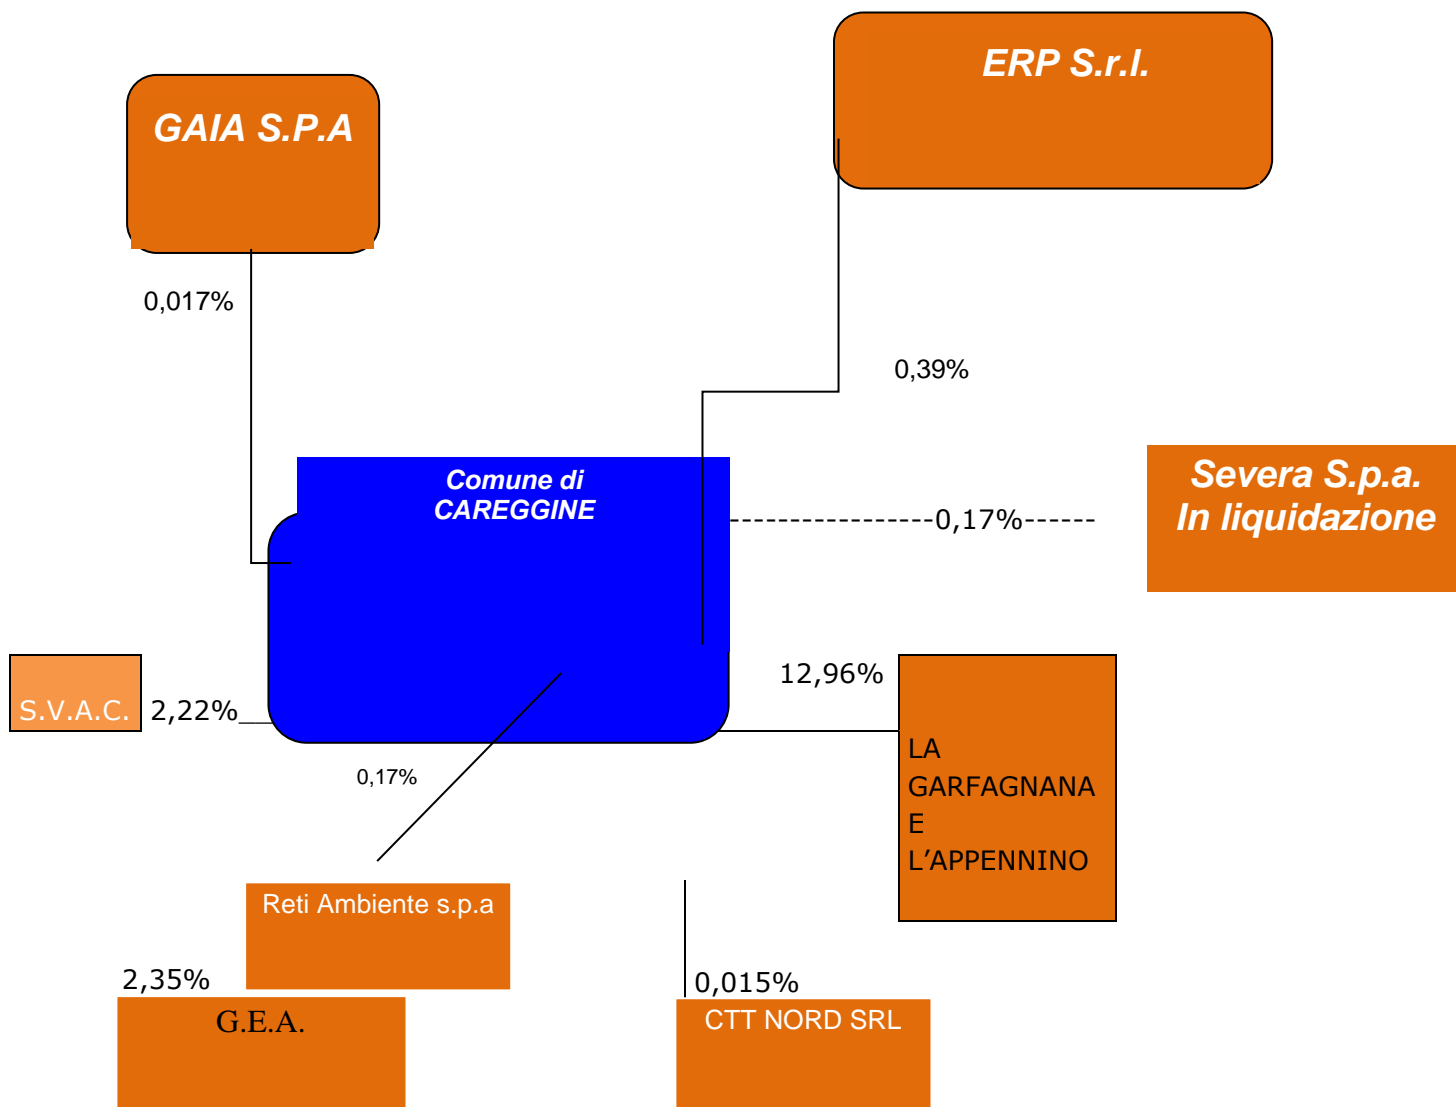 ERP S.r.l.
GAIA S.P.A
0,017%
0,39%
Comune di
CAREGGINE
Severa S.p.a.
In liquidazione
0,17%
S.V.A.C.
2,22%
12,96%
LA
GARFAGNANA
E
L'APPENNINO
0,17%
Reti Ambiente s.p.a
2,35%
G.E.A.
0,015%
CTT NORD SRL